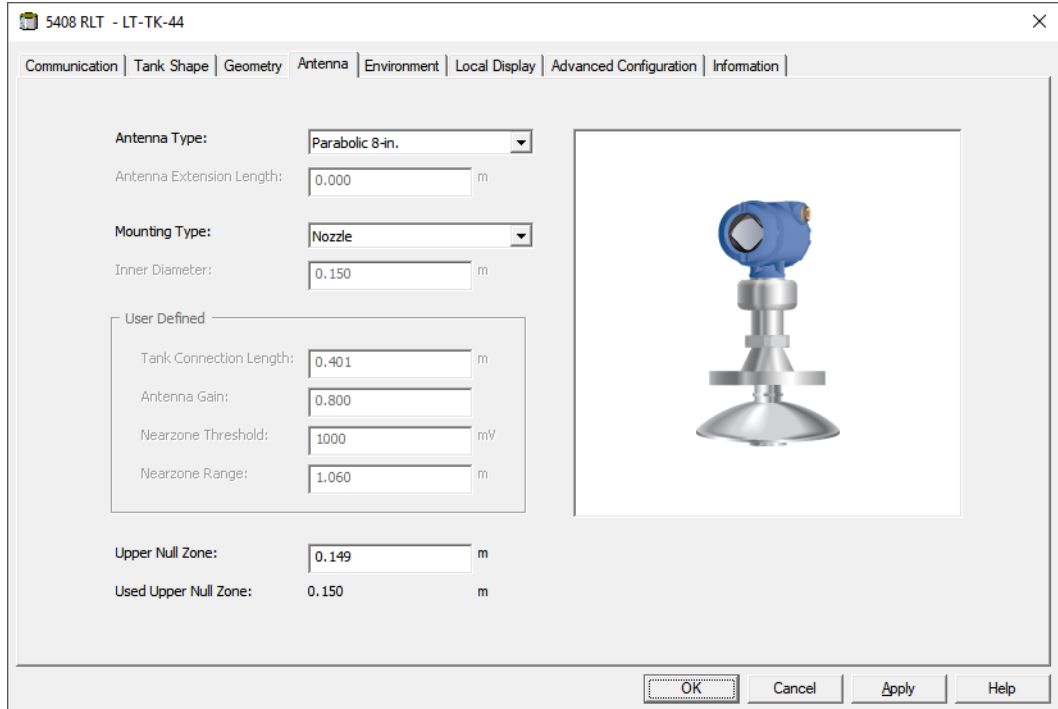 5408 RLT - LT-TK-44
Communication Tank Shape Geometry Antenna Environment Local Display Advanced Configuration Information
Antenna Type: Parabolic 8-in.
Antenna Extension Length: 0.000 m
Mounting Type: Nozzle
Inner Diameter: 0.150 m
User Defined
Tank Connection Length: 0.401 m
Antenna Gain: 0.800
Nearzone Threshold: 1000 mV
Nearzone Range: 1.060 m
Upper Null Zone: 0.149 m
Used Upper Null Zone: 0.150 m
OK Cancel Apply Help